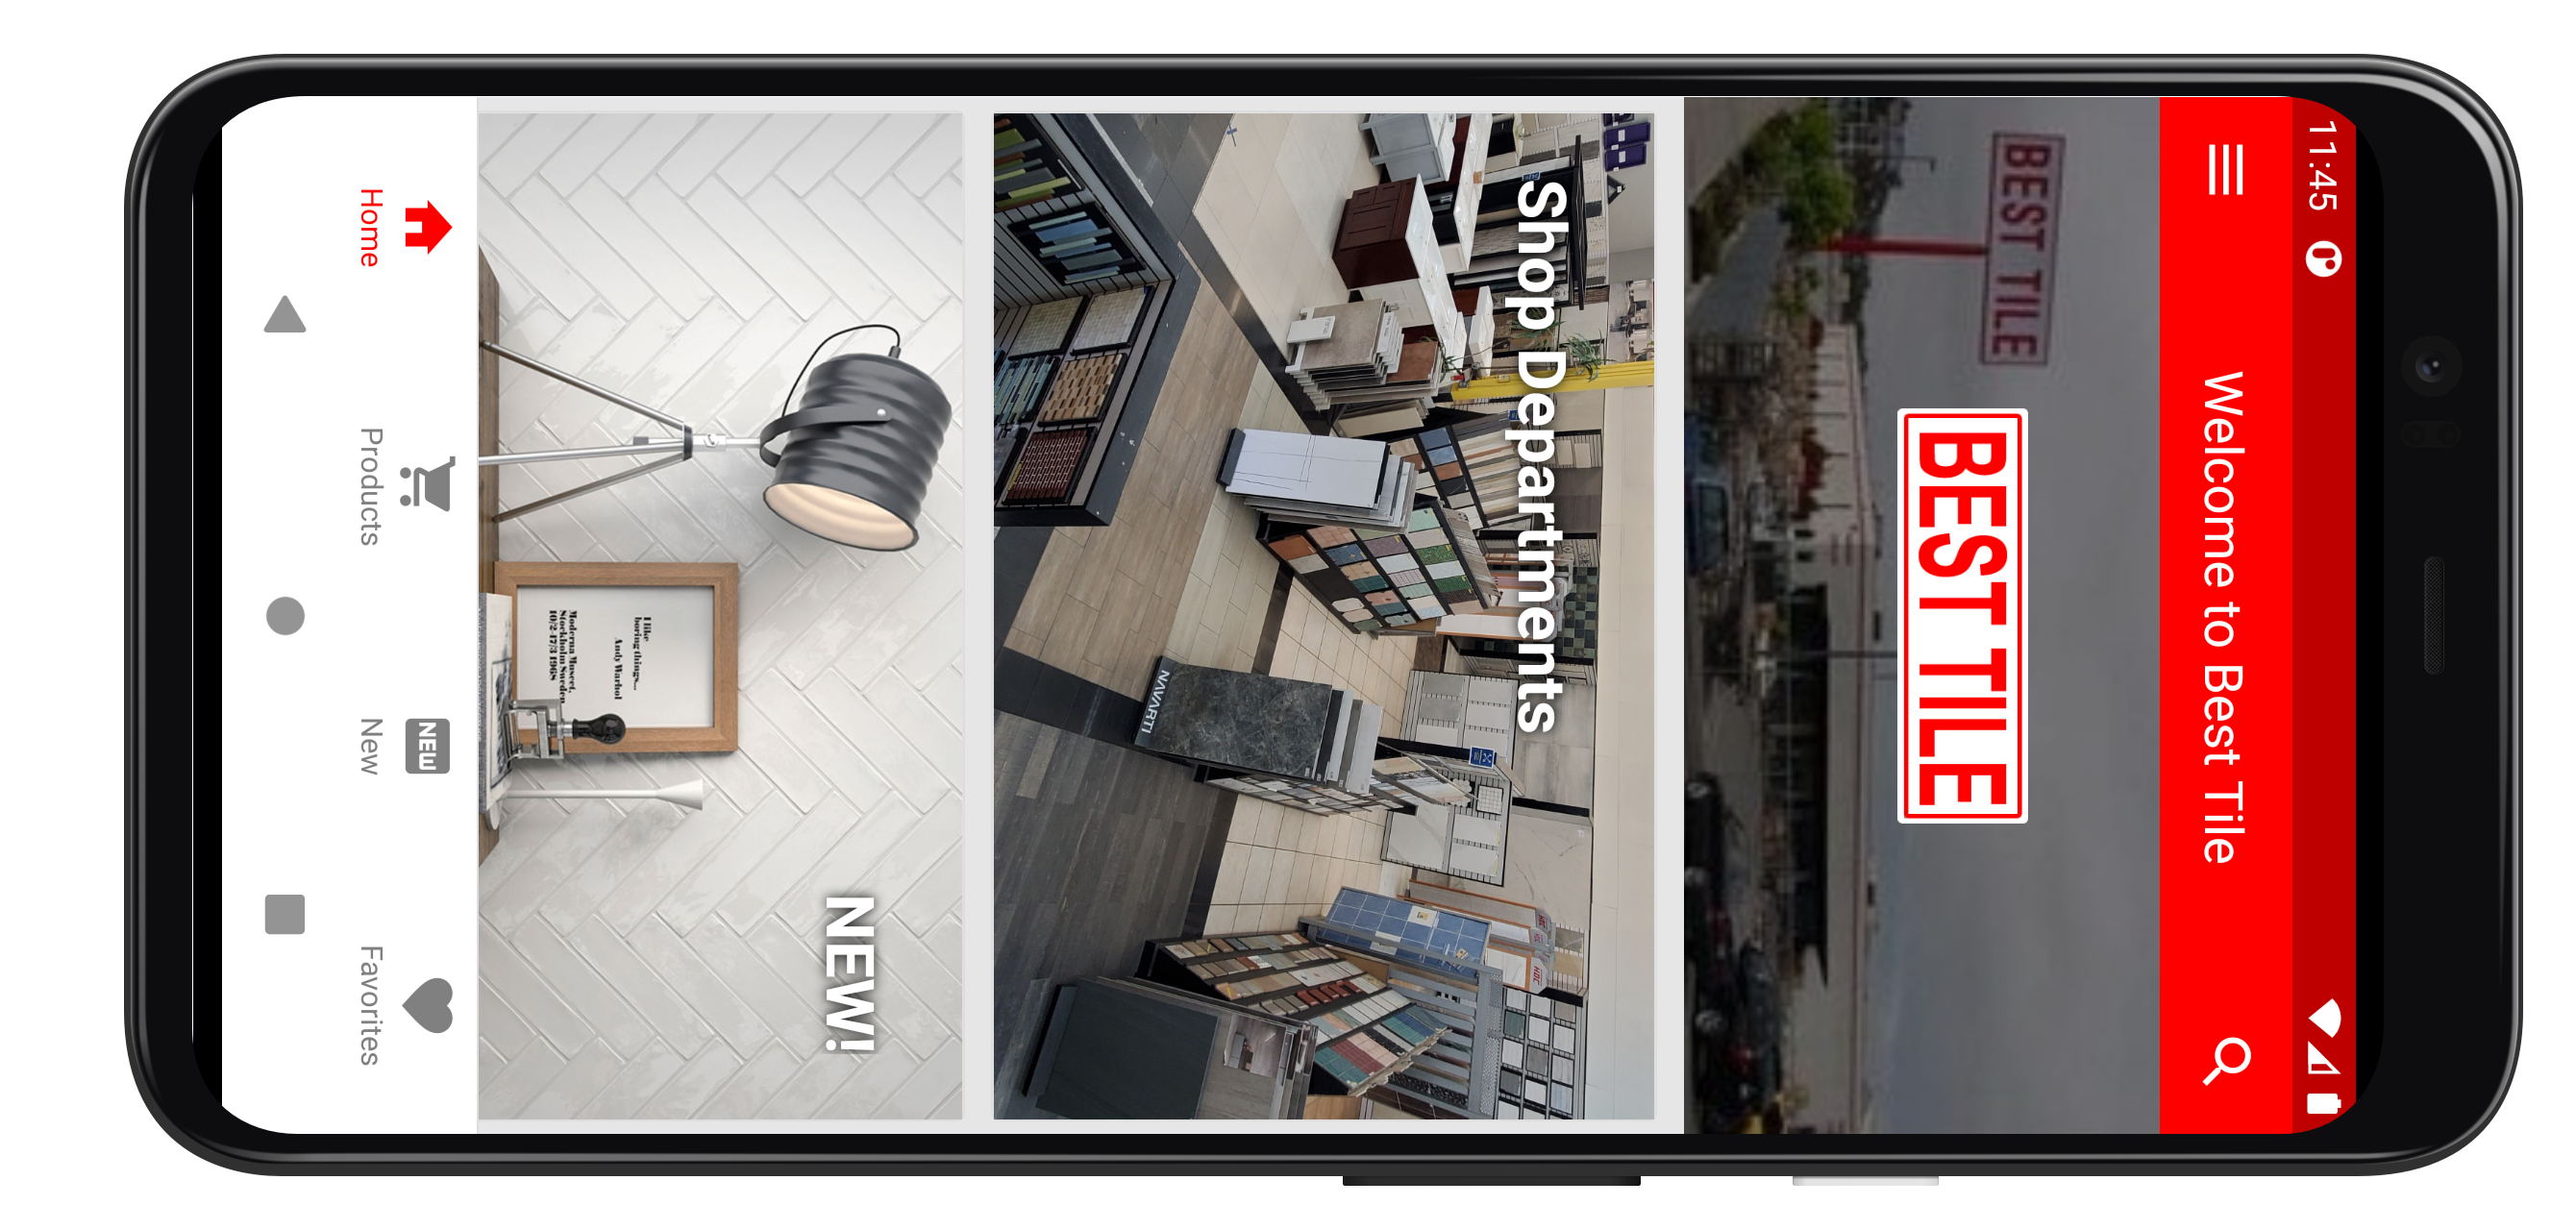 11:45
Welcome to Best Tile
BEST TILE
BEST TILE
Shop Departments
NAVARTI
NEW!
I like
boring things...
Andy Warhol
Moderna Museet,
Stockholm Sweden
10/2-17/3 1968
NEW
Home
Products
New
Favorites